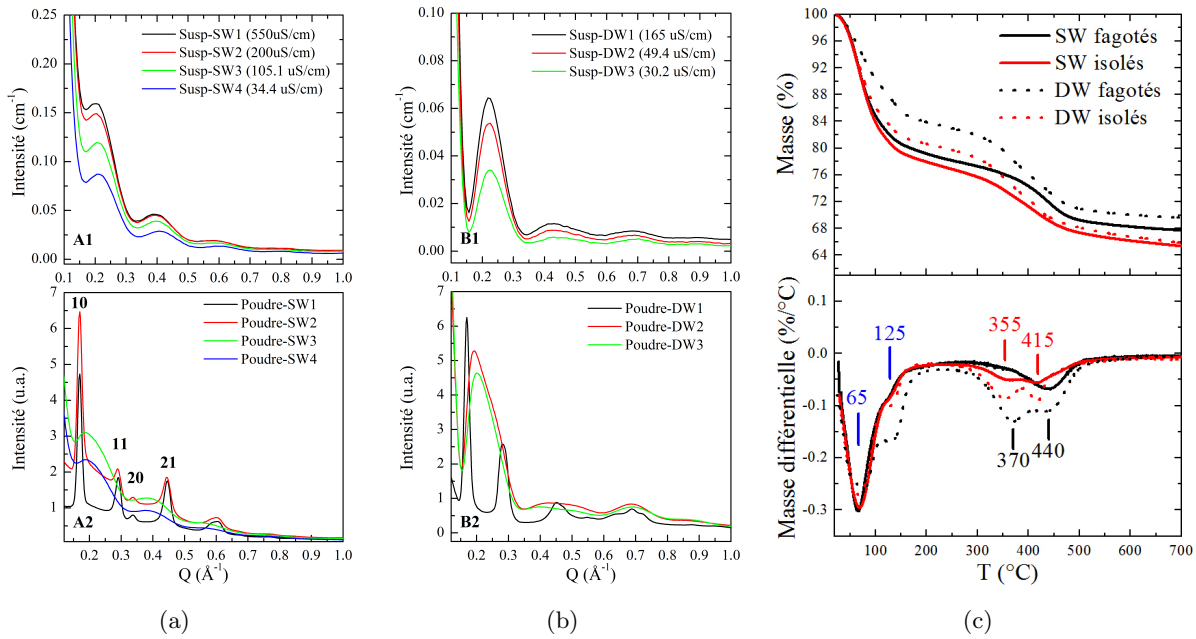 Intensité (cm⁻¹)
0.25
0.20
0.15
0.10
0.05
0.00
Susp-SW1 (550uS/cm)
Susp-SW2 (200uS/cm)
Susp-SW3 (105.1 uS/cm)
Susp-SW4 (34.4 uS/cm)
A1
0.1 0.2 0.3 0.4 0.5 0.6 0.7 0.8 0.9 1.0
Intensité (u.a.)
7
6
5
4
3
2
1
10
11
20
21
Poudre-SW1
Poudre-SW2
Poudre-SW3
Poudre-SW4
A2
0.2 0.3 0.4 0.5 0.6 0.7 0.8 0.9 1.0
Q (Å⁻¹)
(a)
Intensité (cm⁻¹)
0.10
0.08
0.06
0.04
0.02
0.00
Susp-DW1 (165 uS/cm)
Susp-DW2 (49.4 uS/cm)
Susp-DW3 (30.2 uS/cm)
B1
0.1 0.2 0.3 0.4 0.5 0.6 0.7 0.8 0.9 1.0
Intensité (u.a.)
7
6
5
4
3
2
1
0
Poudre-DW1
Poudre-DW2
Poudre-DW3
B2
0.2 0.3 0.4 0.5 0.6 0.7 0.8 0.9 1.0
Q (Å⁻¹)
(b)
Masse (%)
100
96
92
88
84
80
76
72
68
64
SW fagotés
SW isolés
DW fagotés
DW isolés
Masse différentielle (%/°C)
0.1
0.0
-0.1
-0.2
-0.3
65
125
355
415
370
440
100 200 300 400 500 600 700
T (°C)
(c)